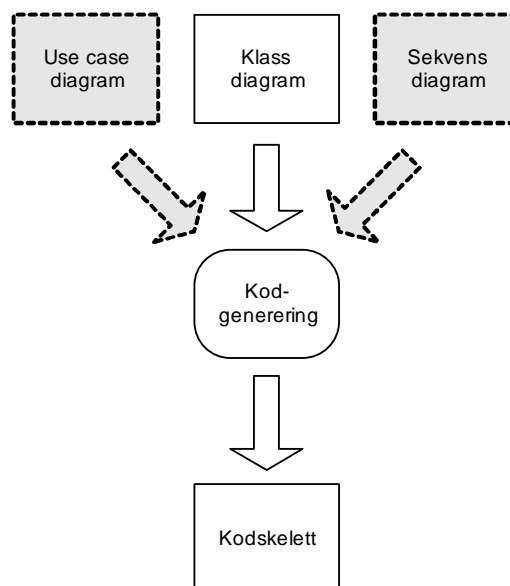 Use case
diagram
Klass
diagram
Sekvens
diagram
Kod-
generering
Kodskelett